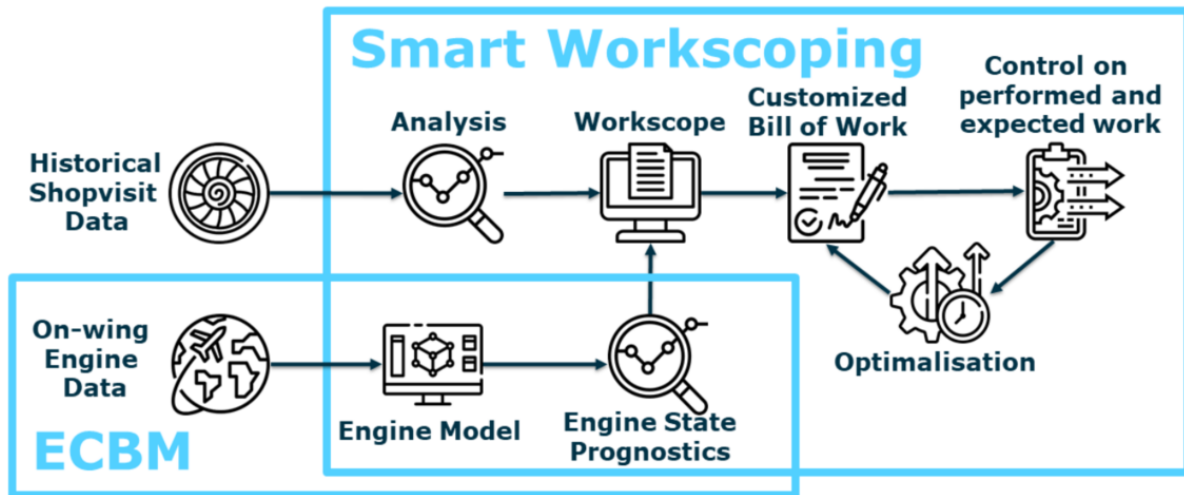 Smart Workscoping
Historical
Shopvisit
Data
Analysis
Workscope
Customized
Bill of Work
Control on
performed and
expected work
Optimalisation
On-wing
Engine
Data
Engine Model
Engine State
Prognostics
ECBM